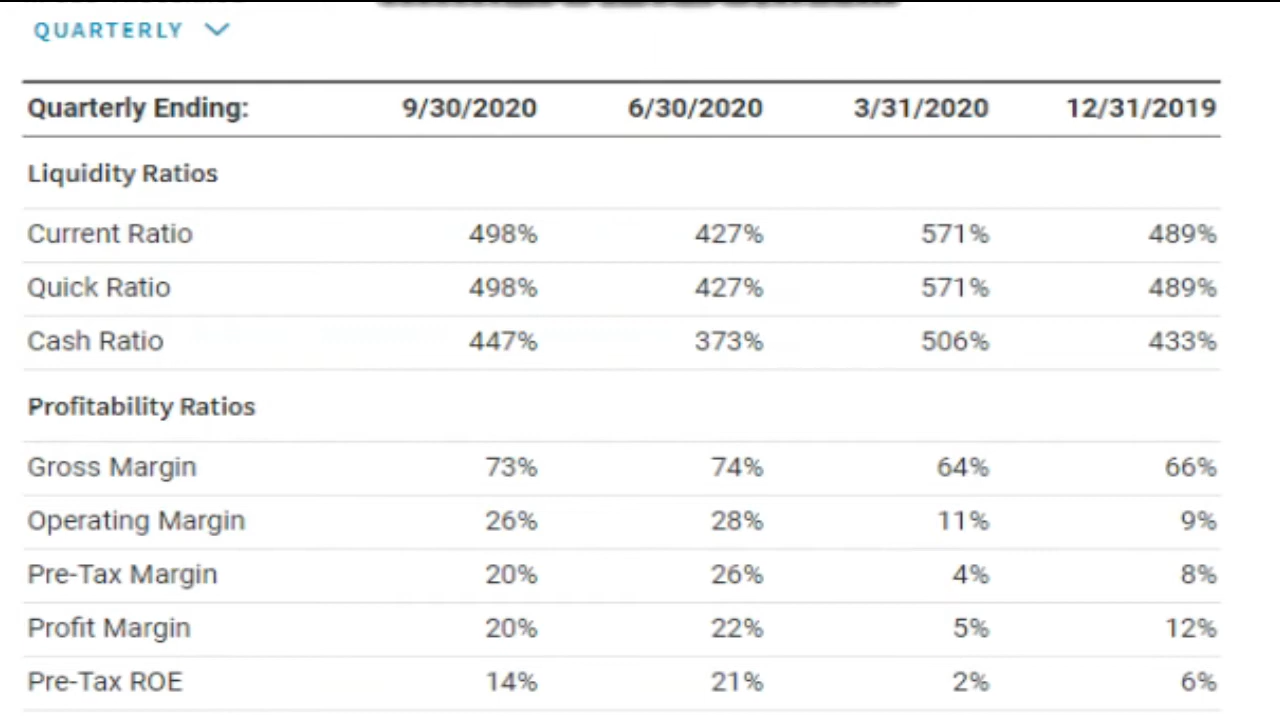 QUARTERLY
Quarterly Ending: 9/30/2020 6/30/2020 3/31/2020 12/31/2019
Liquidity Ratios
Current Ratio 498% 427% 571% 489%
Quick Ratio 498% 427% 571% 489%
Cash Ratio 447% 373% 506% 433%
Profitability Ratios
Gross Margin 73% 74% 64% 66%
Operating Margin 26% 28% 11% 9%
Pre-Tax Margin 20% 26% 4% 8%
Profit Margin 20% 22% 5% 12%
Pre-Tax ROE 14% 21% 2% 6%